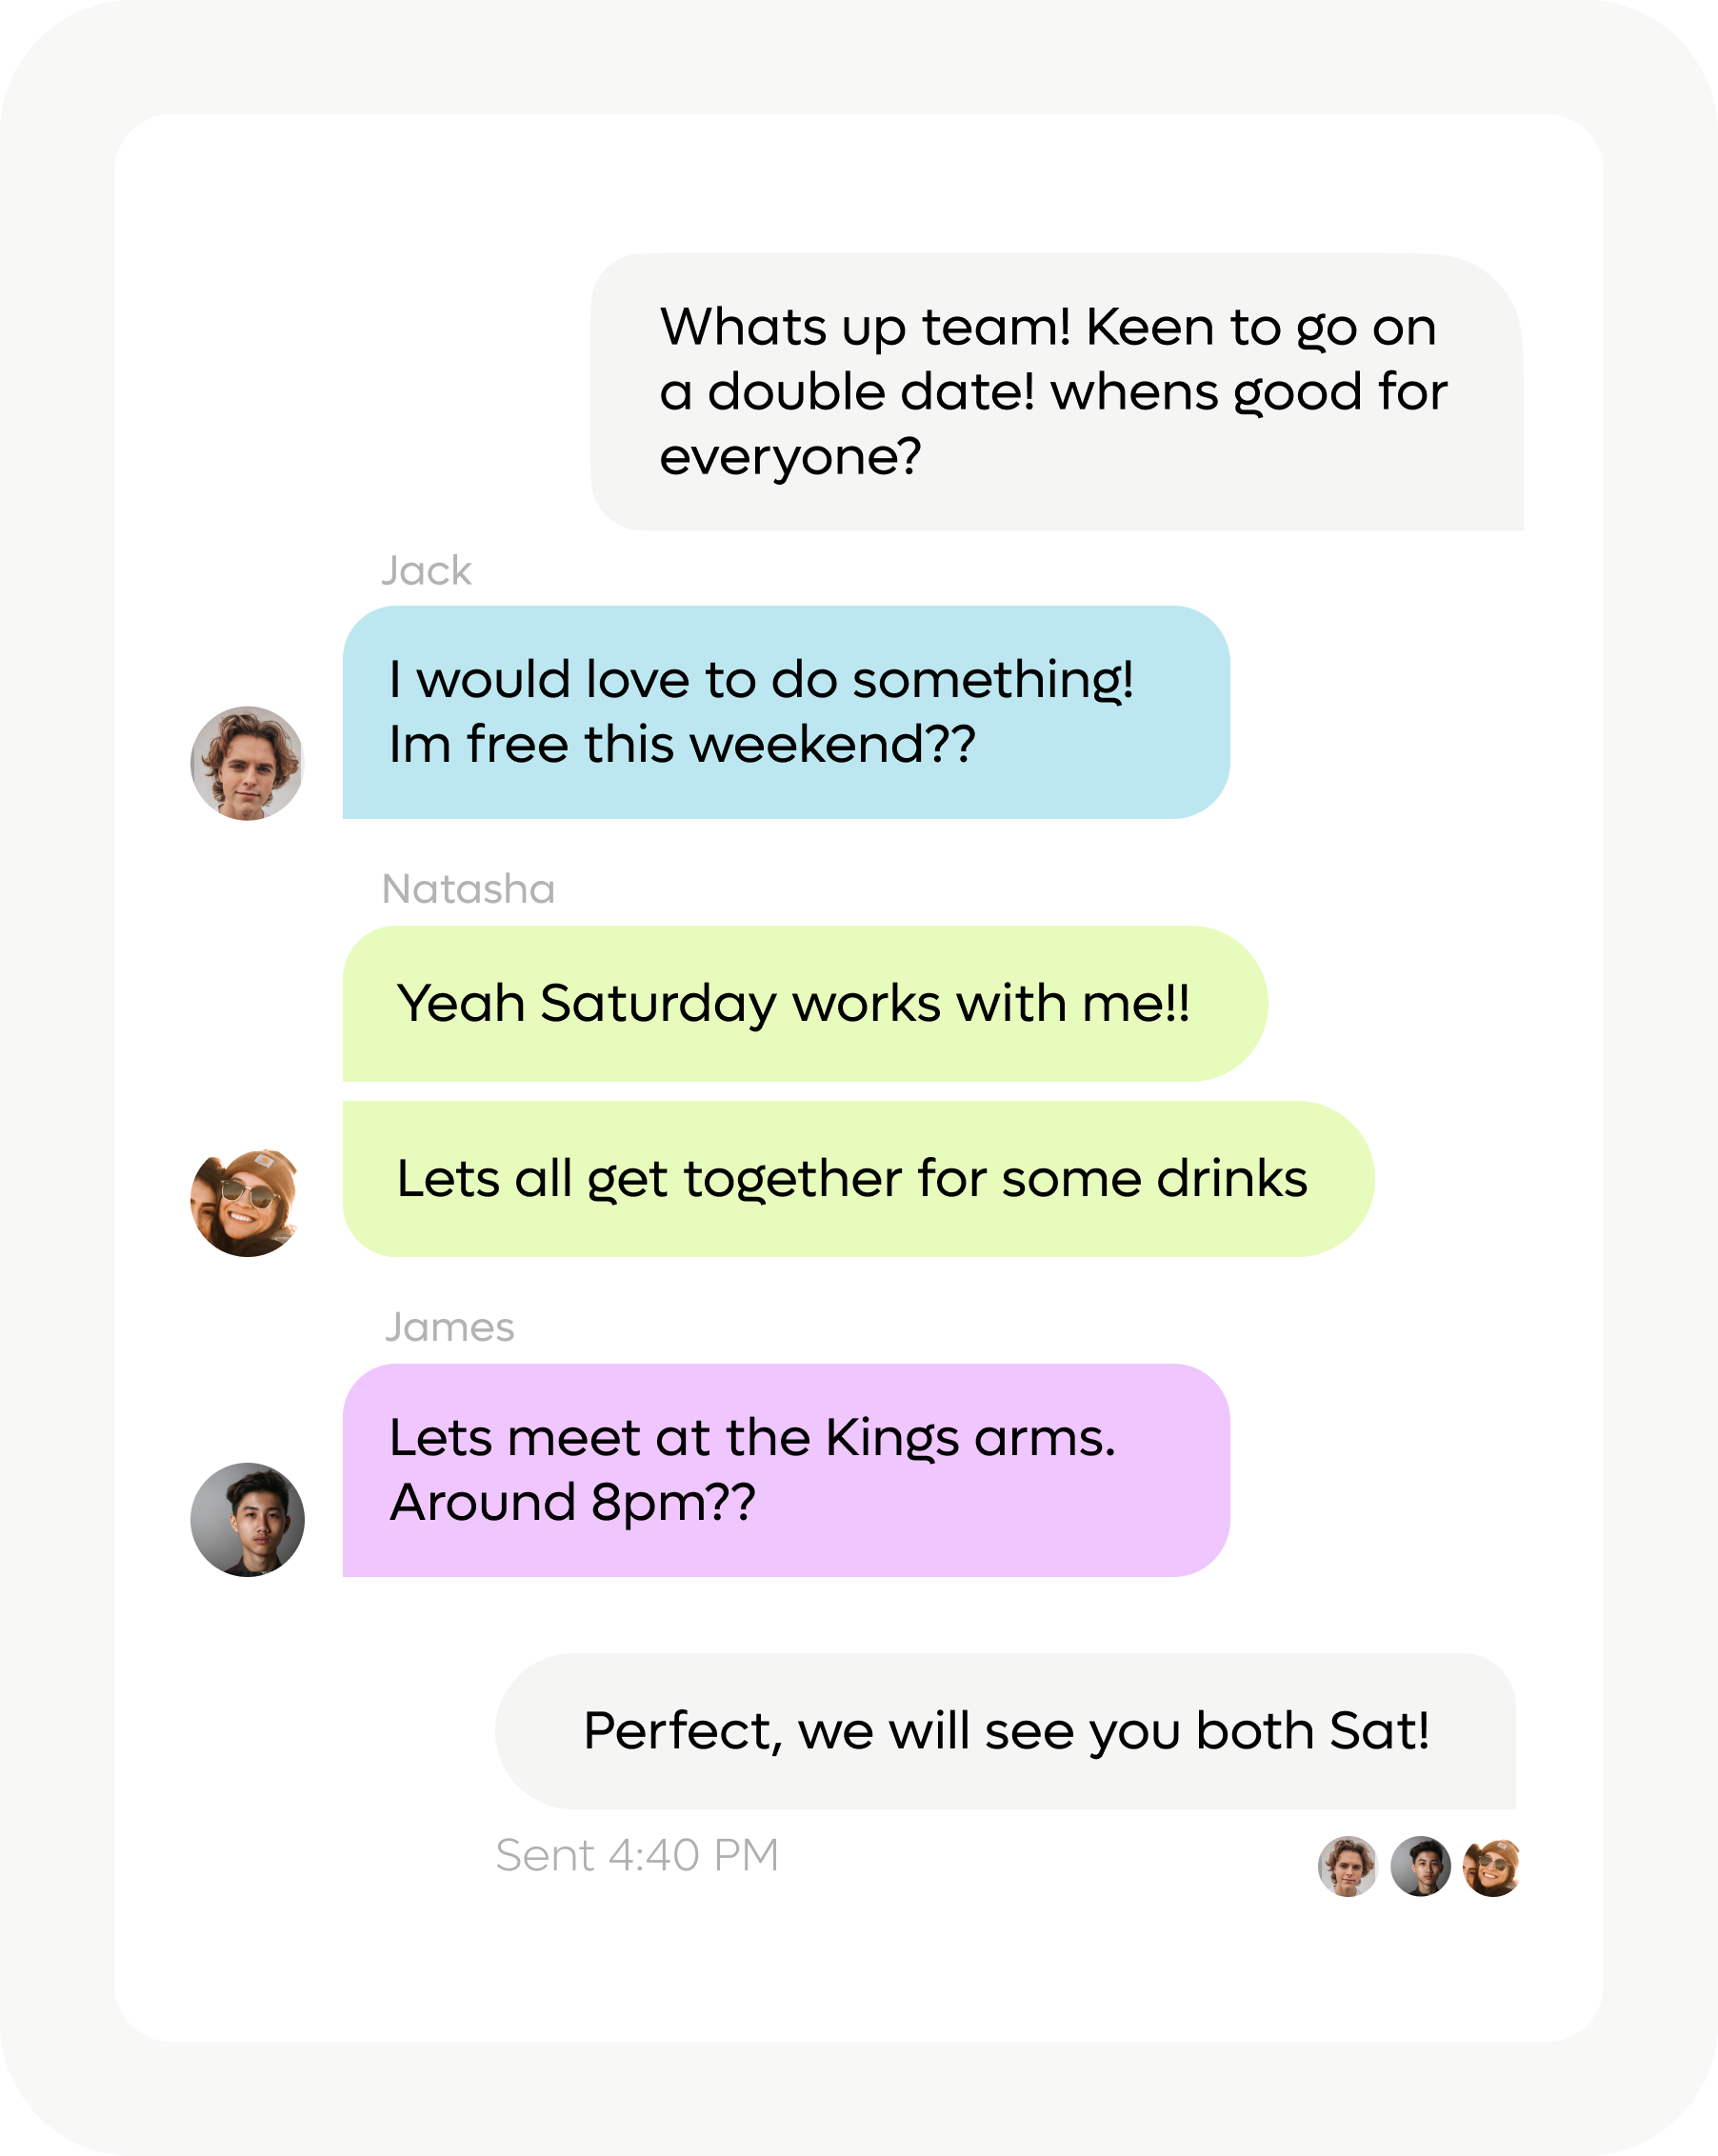 Whats up team! Keen to go on
a double date! whens good for
everyone?
Jack
I would love to do something!
Im free this weekend??
Natasha
Yeah Saturday works with me!!
Lets all get together for some drinks
James
Lets meet at the Kings arms.
Around 8pm??
Perfect, we will see you both Sat!
Sent 4:40 PM